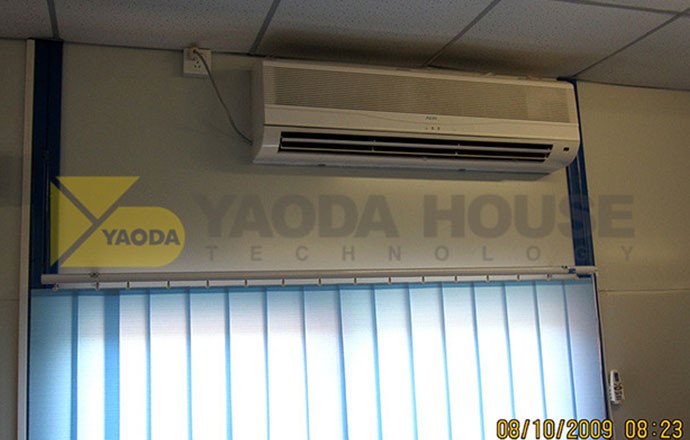 YAODA
YAODA HOUSE
TECHNOLOGY
08/10/2009 08:23